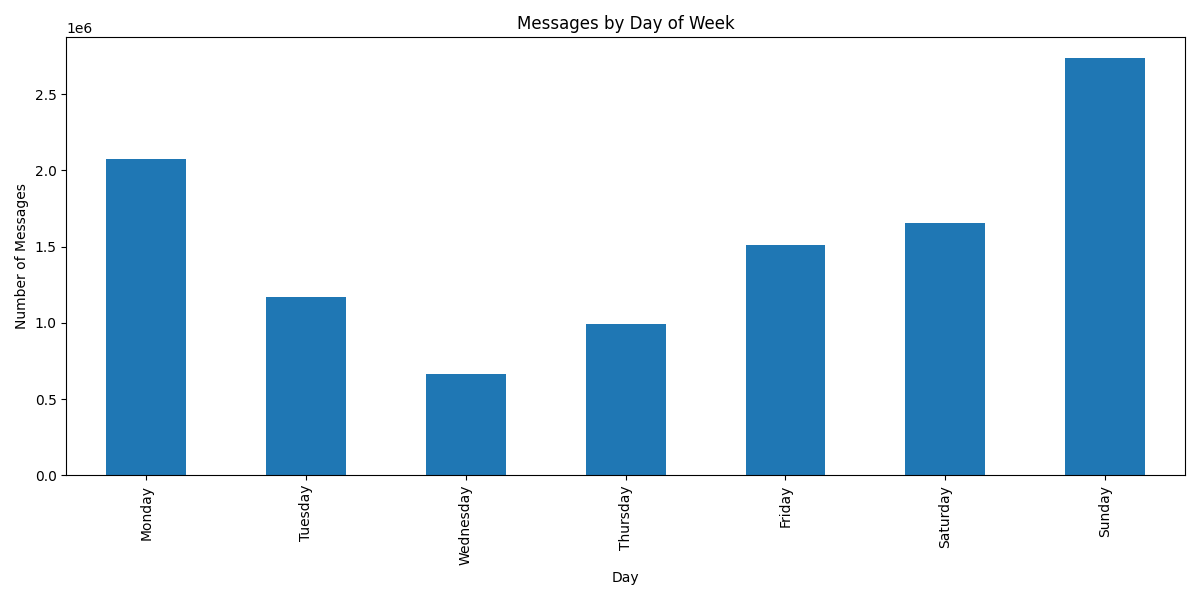 Messages by Day of Week
1e6
2.5
2.0
1.5
1.0
0.5
0.0
Number of Messages
Monday
Tuesday
Wednesday
Thursday
Friday
Saturday
Sunday
Day